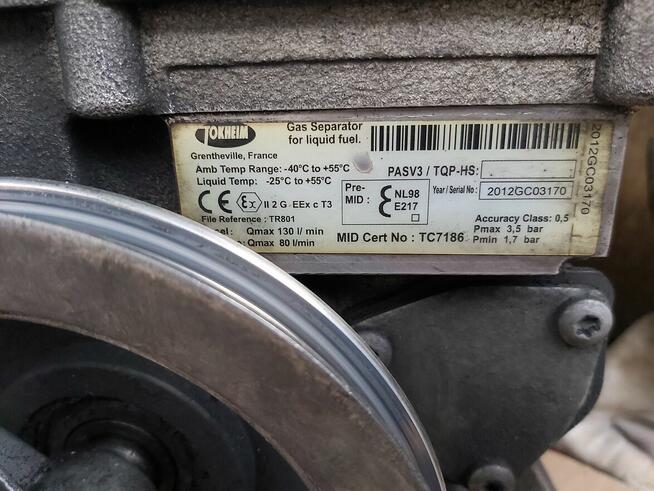 TOKHEIM
Gas Separator
for liquid fuel.
Grentheville, France
Amb Temp Range: -40°C to +55°C
Liquid Temp: -25°C to +55°C
PASV3 / TQP-HS:
CE Ex II 2 G EEx c T3
Pre-
MID :
NL98
E217
Year / Serial No : 2012GC03170
2012GC03170
File Reference : TR801
Accuracy Class: 0,5
el: Qmax 130 l/ min
Qmax 80 l/min
MID Cert No : TC7186
Pmax 3,5 bar
Pmin 1,7 bar